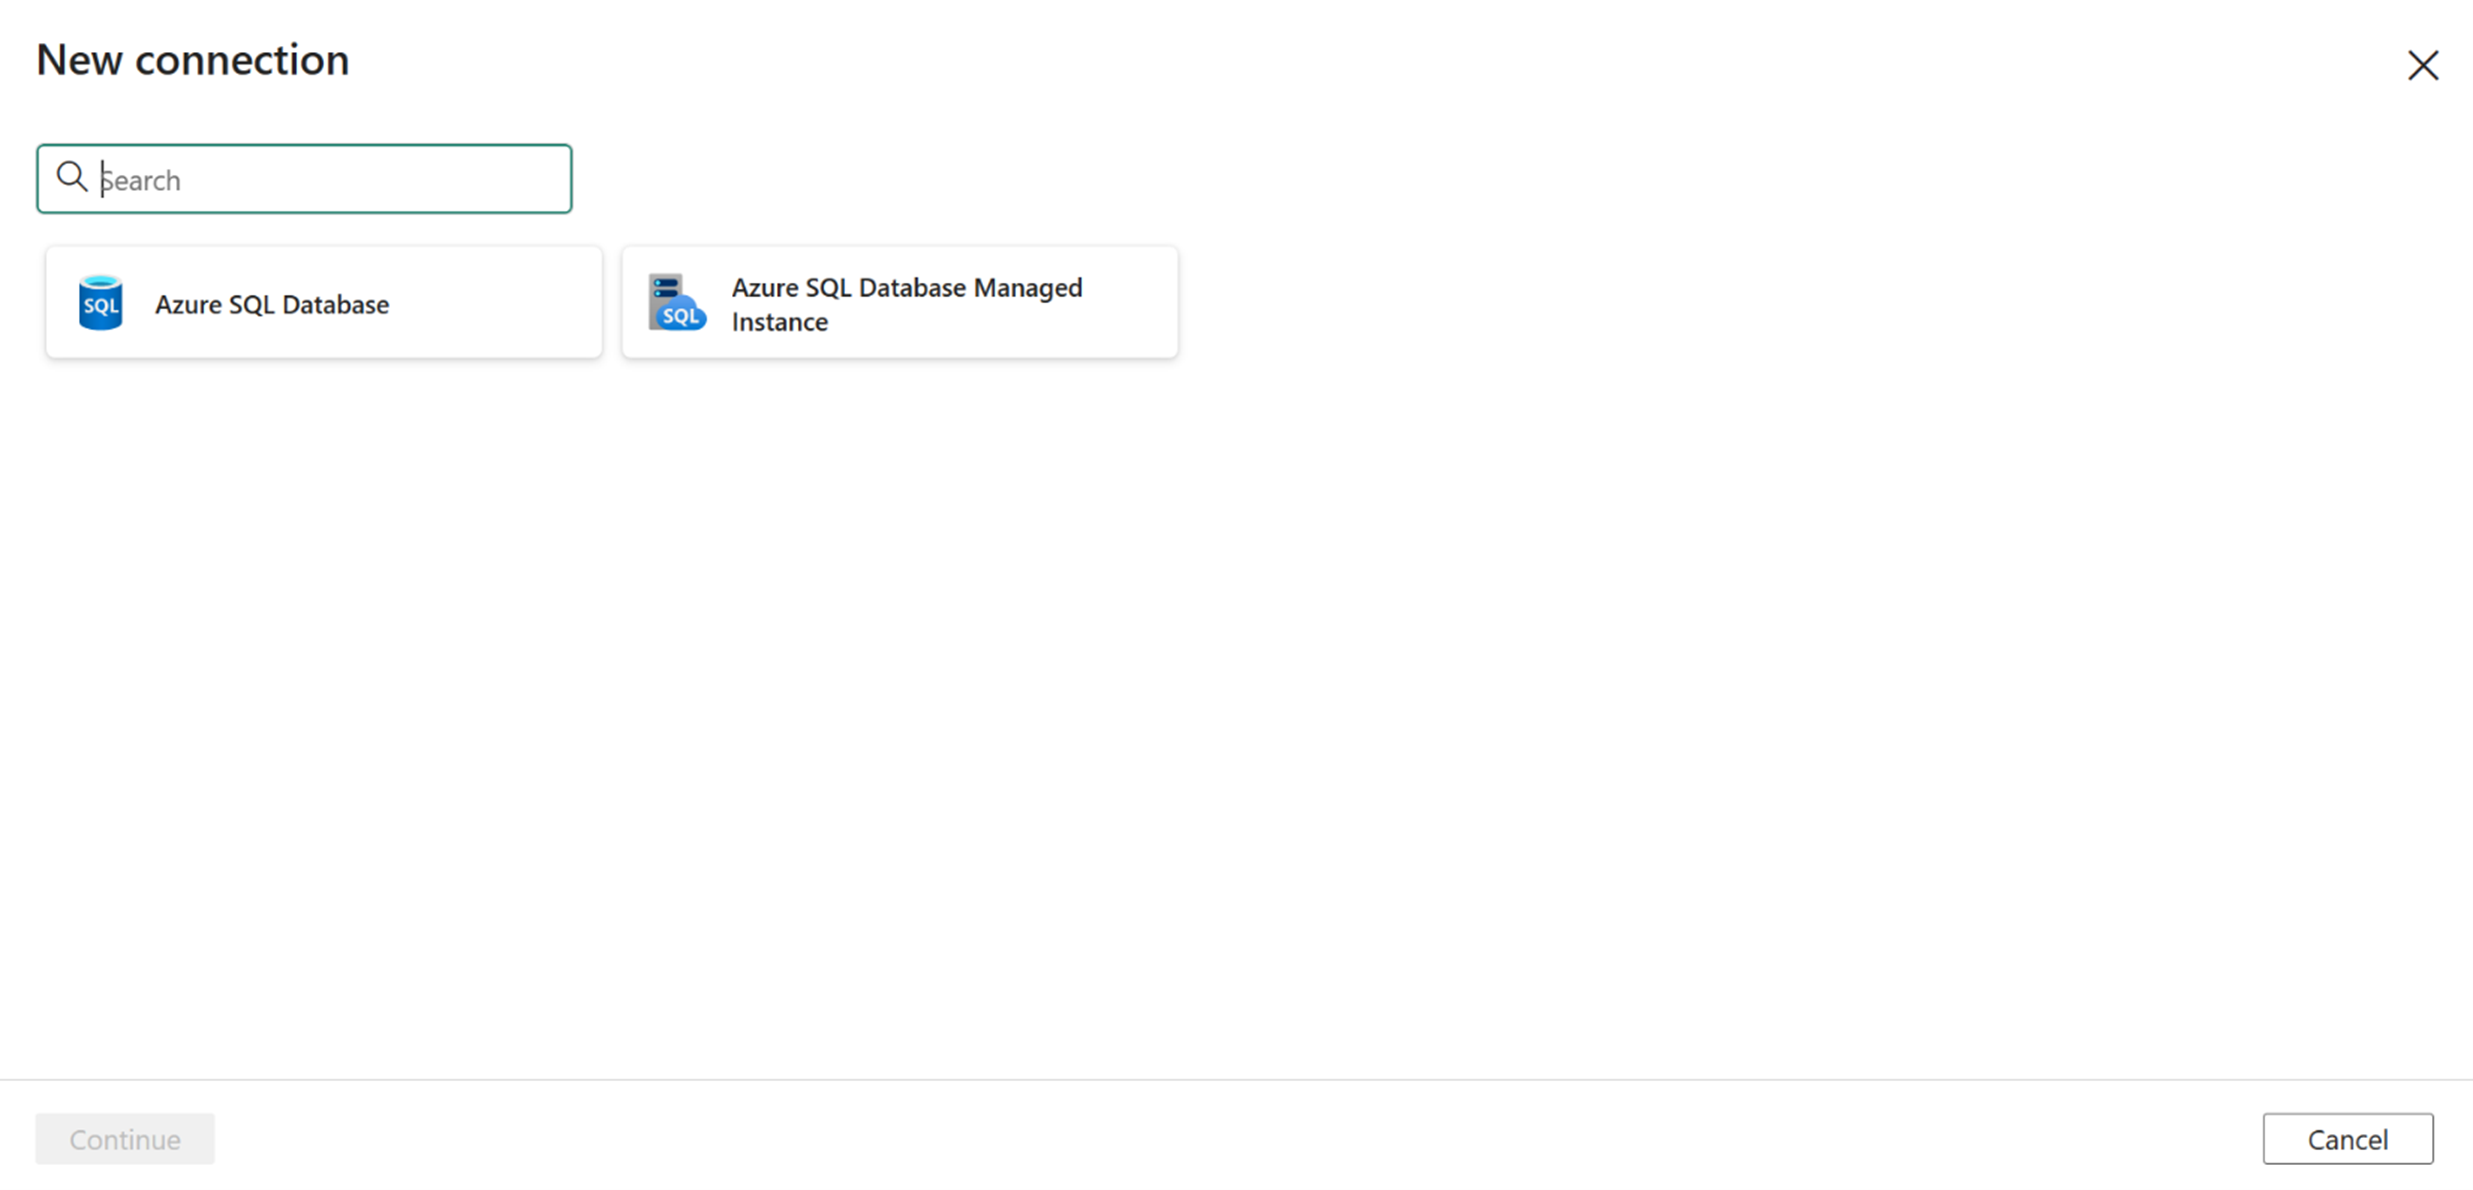 New connection
Search
SQL
Azure SQL Database
SQL
Azure SQL Database Managed
Instance
Continue
Cancel